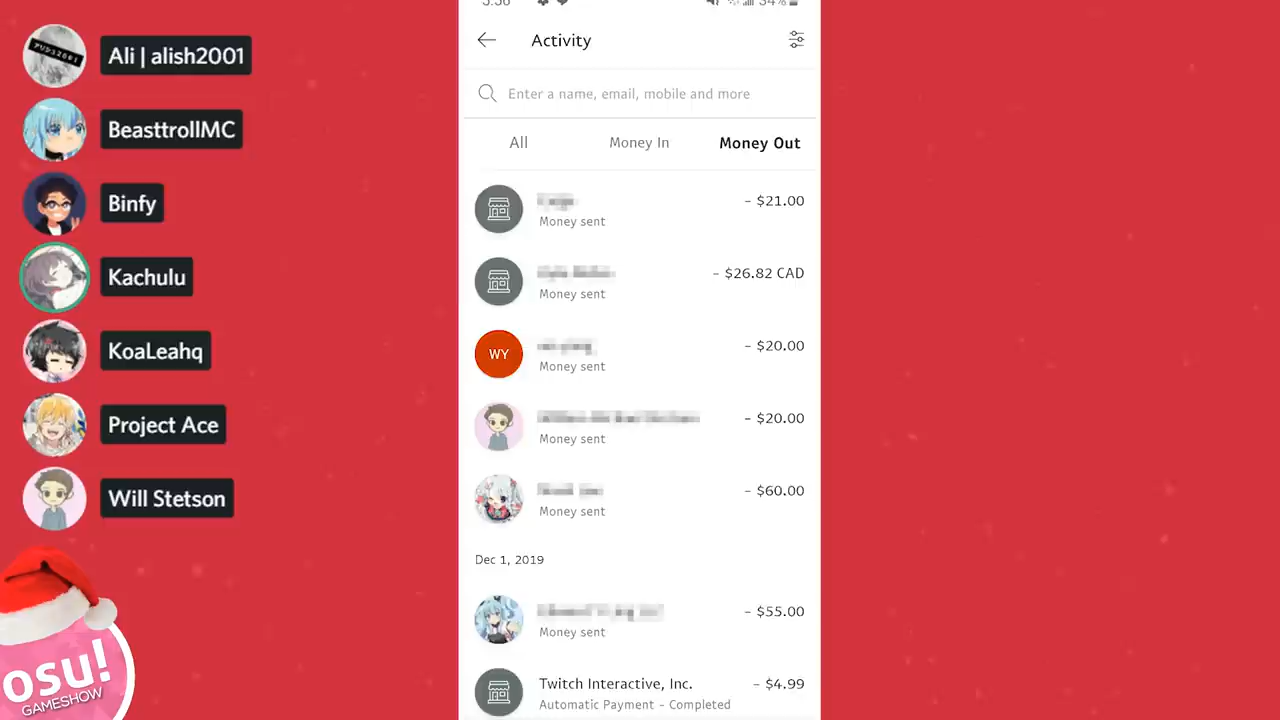 Ali | alish2001
BeasttrollMC
Binfy
Kachulu
KoaLeahq
Project Ace
Will Stetson
osu!
GAMESHOW
5:56
34%
Activity
Enter a name, email, mobile and more
All
Money In
Money Out
- $21.00
Money sent
- $26.82 CAD
Money sent
WY
- $20.00
Money sent
- $20.00
Money sent
- $60.00
Money sent
Dec 1, 2019
- $55.00
Money sent
Twitch Interactive, Inc.
- $4.99
Automatic Payment - Completed